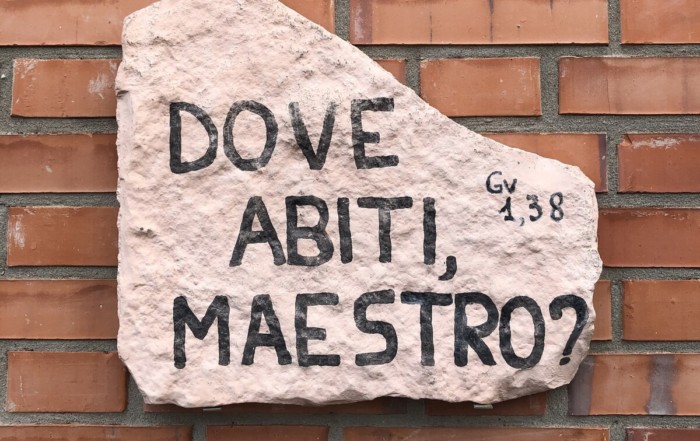 DOVE
ABITI,
MAESTRO?
Gv
1,38